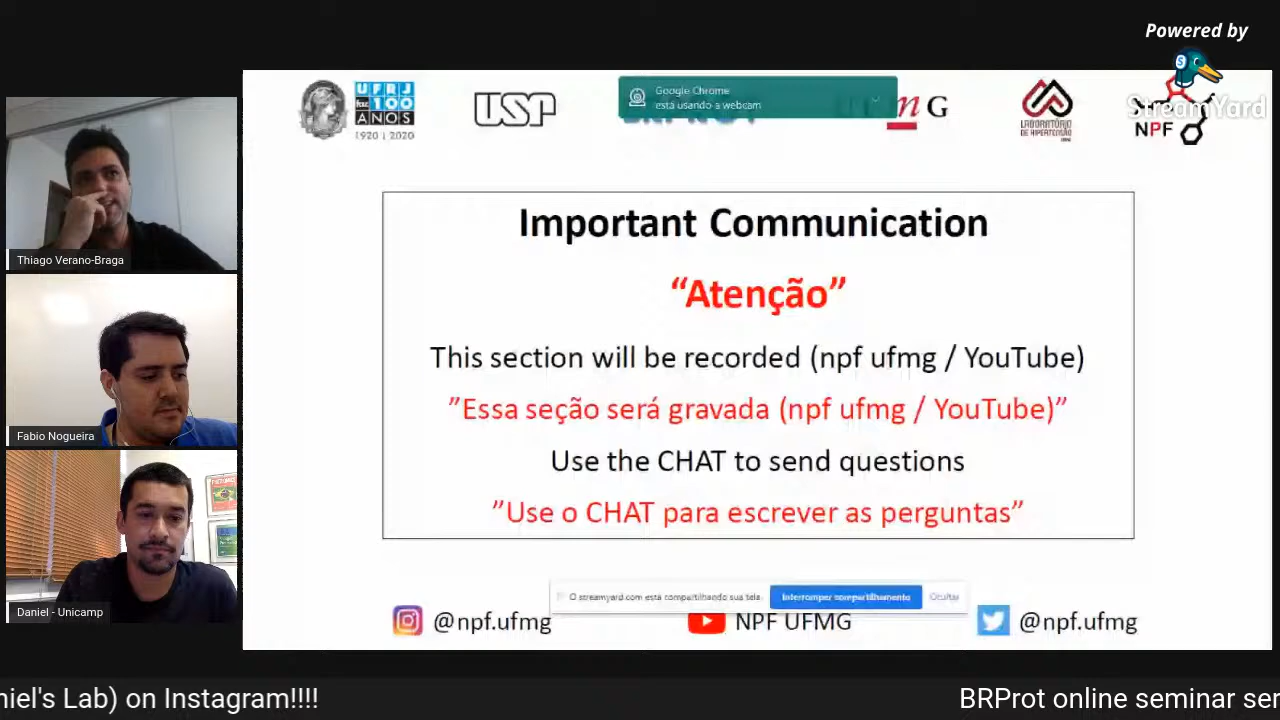 Powered by
StreamYard
UFRJ
faz 100
ANOS
1920 | 2020
USP
Google Chrome
está usando a webcam
m G
LABORATÓRIO
DE HIPERTENSÃO
NPF
Thiago Verano-Braga
Fabio Nogueira
Daniel - Unicamp
Important Communication
“Atenção”
This section will be recorded (npf ufmg / YouTube)
”Essa seção será gravada (npf ufmg / YouTube)”
Use the CHAT to send questions
”Use o CHAT para escrever as perguntas”
O streamyard.com está compartilhando sua tela.
Interromper compartilhamento
Ocultar
@npf.ufmg
NPF UFMG
@npf.ufmg
niel's Lab) on Instagram!!!!
BRProt online seminar ser